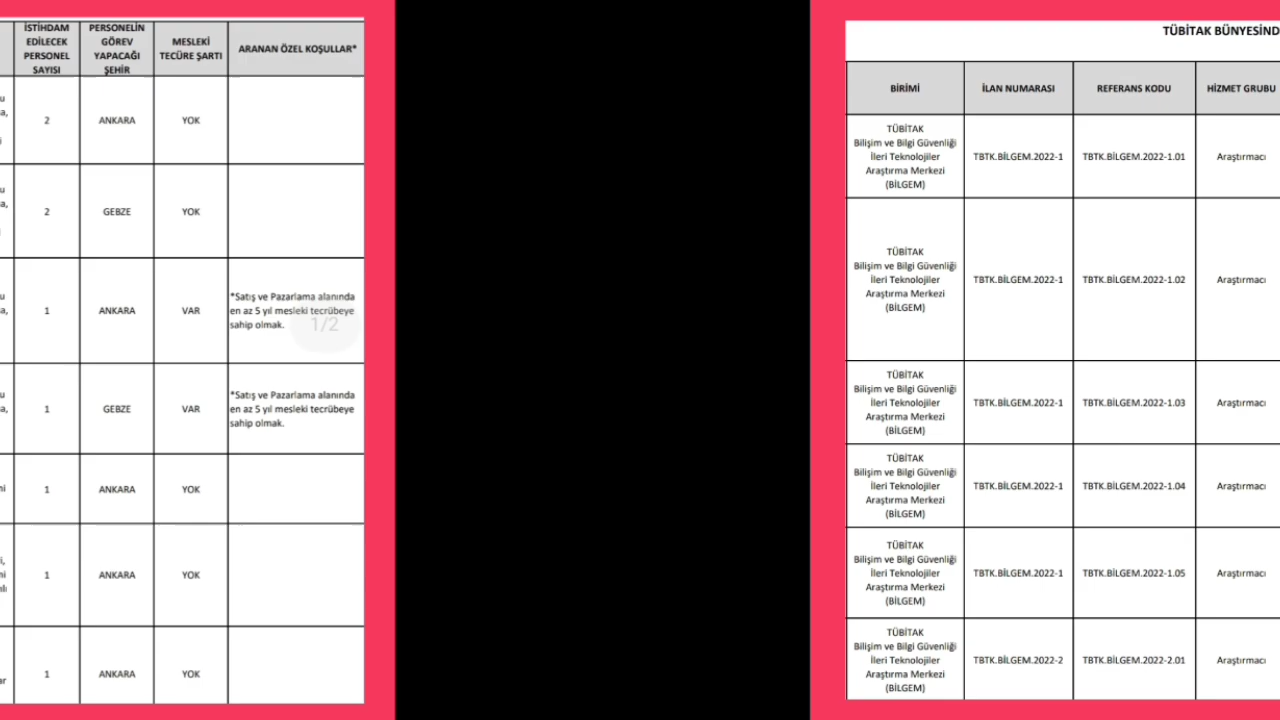 İSTİHDAM
EDİLECEK
PERSONEL
SAYISI
PERSONELİN
GÖREV
YAPACAĞI
ŞEHİR
MESLEKİ
TECÜRE ŞARTI
ARANAN ÖZEL KOŞULLAR*
2
ANKARA
YOK
2
GEBZE
YOK
1
ANKARA
VAR
*Satış ve Pazarlama alanında
en az 5 yıl mesleki tecrübeye
sahip olmak.
1/2
1
GEBZE
VAR
*Satış ve Pazarlama alanında
en az 5 yıl mesleki tecrübeye
sahip olmak.
1
ANKARA
YOK
1
ANKARA
YOK
1
ANKARA
YOK
TÜBİTAK BÜNYESİND
BİRİMİ
İLAN NUMARASI
REFERANS KODU
HİZMET GRUBU
TÜBİTAK
Bilişim ve Bilgi Güvenliği
İleri Teknolojiler
Araştırma Merkezi
(BİLGEM)
TBTK.BİLGEM.2022-1
TBTK.BİLGEM.2022-1.01
Araştırmacı
TÜBİTAK
Bilişim ve Bilgi Güvenliği
İleri Teknolojiler
Araştırma Merkezi
(BİLGEM)
TBTK.BİLGEM.2022-1
TBTK.BİLGEM.2022-1.02
Araştırmacı
TÜBİTAK
Bilişim ve Bilgi Güvenliği
İleri Teknolojiler
Araştırma Merkezi
(BİLGEM)
TBTK.BİLGEM.2022-1
TBTK.BİLGEM.2022-1.03
Araştırmacı
TÜBİTAK
Bilişim ve Bilgi Güvenliği
İleri Teknolojiler
Araştırma Merkezi
(BİLGEM)
TBTK.BİLGEM.2022-1
TBTK.BİLGEM.2022-1.04
Araştırmacı
TÜBİTAK
Bilişim ve Bilgi Güvenliği
İleri Teknolojiler
Araştırma Merkezi
(BİLGEM)
TBTK.BİLGEM.2022-1
TBTK.BİLGEM.2022-1.05
Araştırmacı
TÜBİTAK
Bilişim ve Bilgi Güvenliği
İleri Teknolojiler
Araştırma Merkezi
(BİLGEM)
TBTK.BİLGEM.2022-2
TBTK.BİLGEM.2022-2.01
Araştırmacı